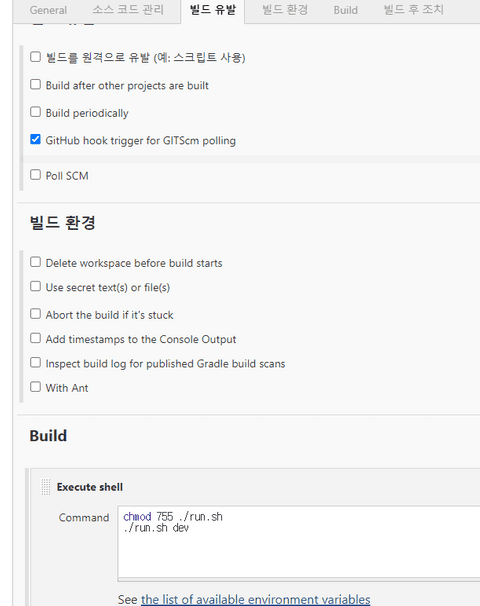 General 소스 코드 관리 빌드 유발 빌드 환경 Build 빌드 후 조치
빌드를 원격으로 유발 (예: 스크립트 사용)
Build after other projects are built
Build periodically
GitHub hook trigger for GITScm polling
Poll SCM
빌드 환경
Delete workspace before build starts
Use secret text(s) or file(s)
Abort the build if it's stuck
Add timestamps to the Console Output
Inspect build log for published Gradle build scans
With Ant
Build
Execute shell
Command
chmod 755 ./run.sh
./run.sh dev
See the list of available environment variables